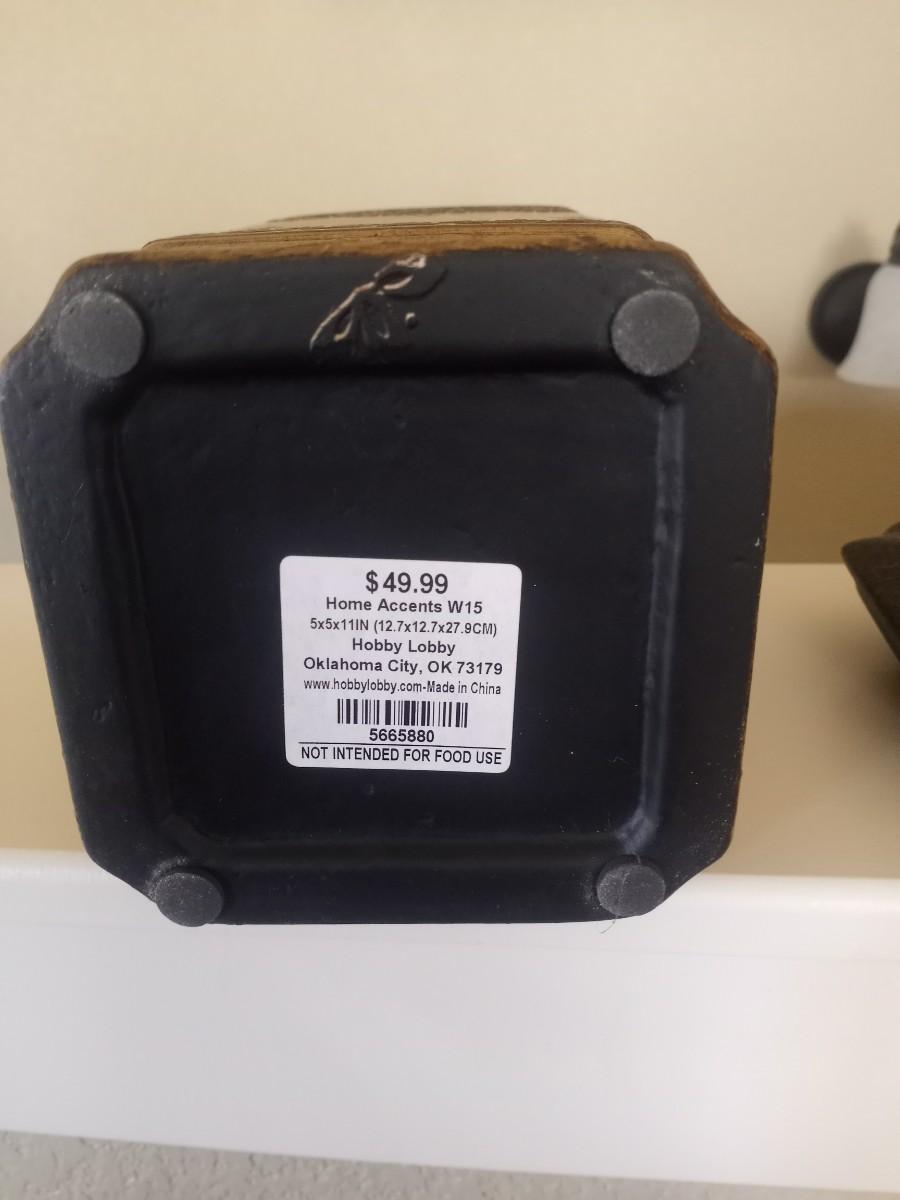 $49.99
Home Accents W15
5x5x11IN (12.7x12.7x27.9CM)
Hobby Lobby
Oklahoma City, OK 73179
www.hobbylobby.com-Made in China
5665880
NOT INTENDED FOR FOOD USE